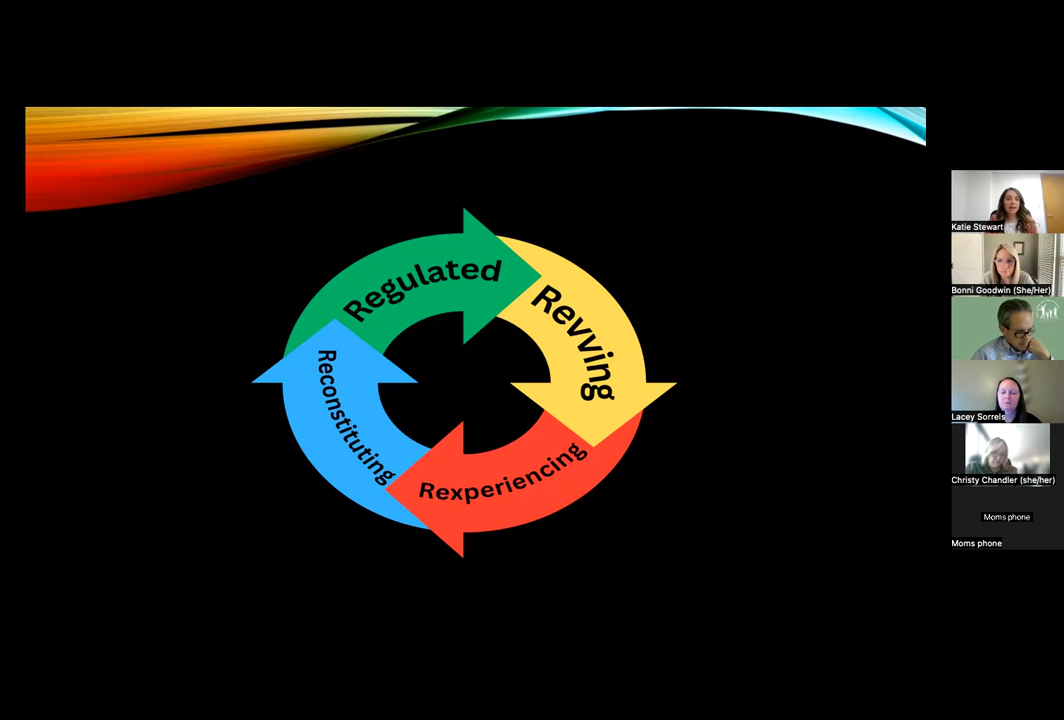 Regulated
Revving
Rexperiencing
Reconstituting
Katie Stewart
Bonni Goodwin (She/Her)
Lacey Sorrels
Christy Chandler (she/her)
Moms phone
Moms phone